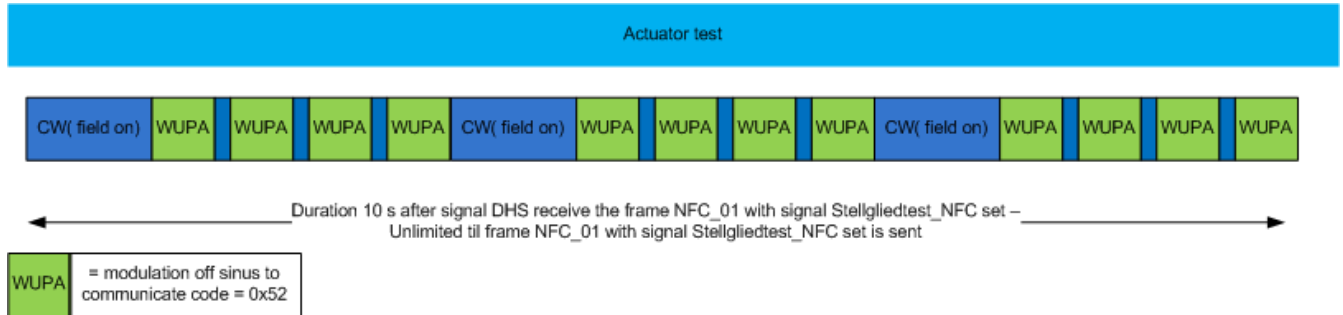 Actuator test
CW( field on) WUPA WUPA WUPA WUPA CW( field on) WUPA WUPA WUPA WUPA CW( field on) WUPA WUPA WUPA WUPA
Duration 10 s after signal DHS receive the frame NFC_01 with signal Stellgliedtest_NFC set –
Unlimited til frame NFC_01 with signal Stellgliedtest_NFC set is sent
WUPA
= modulation off sinus to
communicate code = 0x52